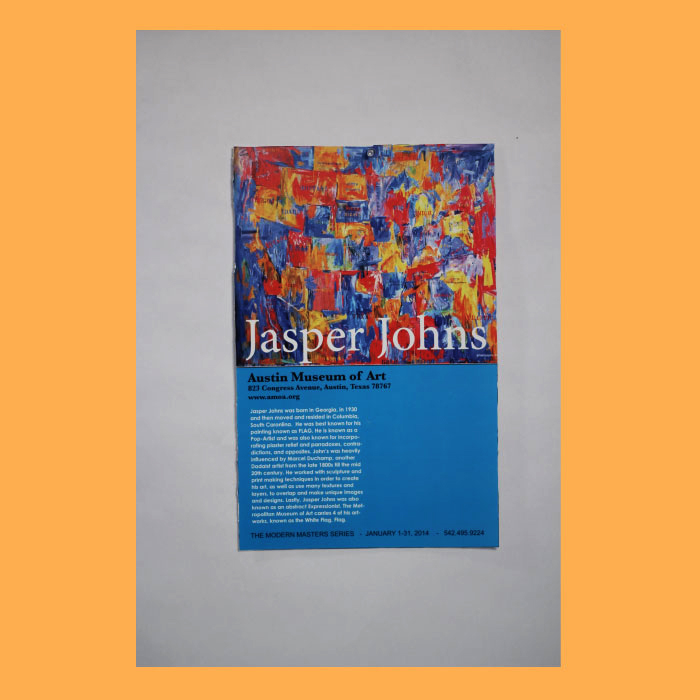 Jasper Johns
Austin Museum of Art
823 Congress Avenue, Austin, Texas 78767
www.amoa.org
Jasper Johns was born in Georgia, in 1930
and then moved and resided in Columbia,
South Caronlina. He was best known for his
painting known as FLAG. He is known as a
Pop-Artist and was also known for incorpo-
rating plaster relief and paradoxes, contra-
dictions, and opposites. John's was heavily
influenced by Marcel Duchamp, another
Dadaist artist from the late 1800s till the mid
20th century. He worked with sculpture and
print making techniques in order to create
his art, as well as use many textures and
layers, to overlap and make unique images
and designs. Lastly, Jasper Johns was also
known as an abstract Expressionist. The Met-
ropolitan Museum of Art carries 4 of his art-
works, known as the White Flag, Flag,
THE MODERN MASTERS SERIES - JANUARY 1-31, 2014 - 542.495.9224